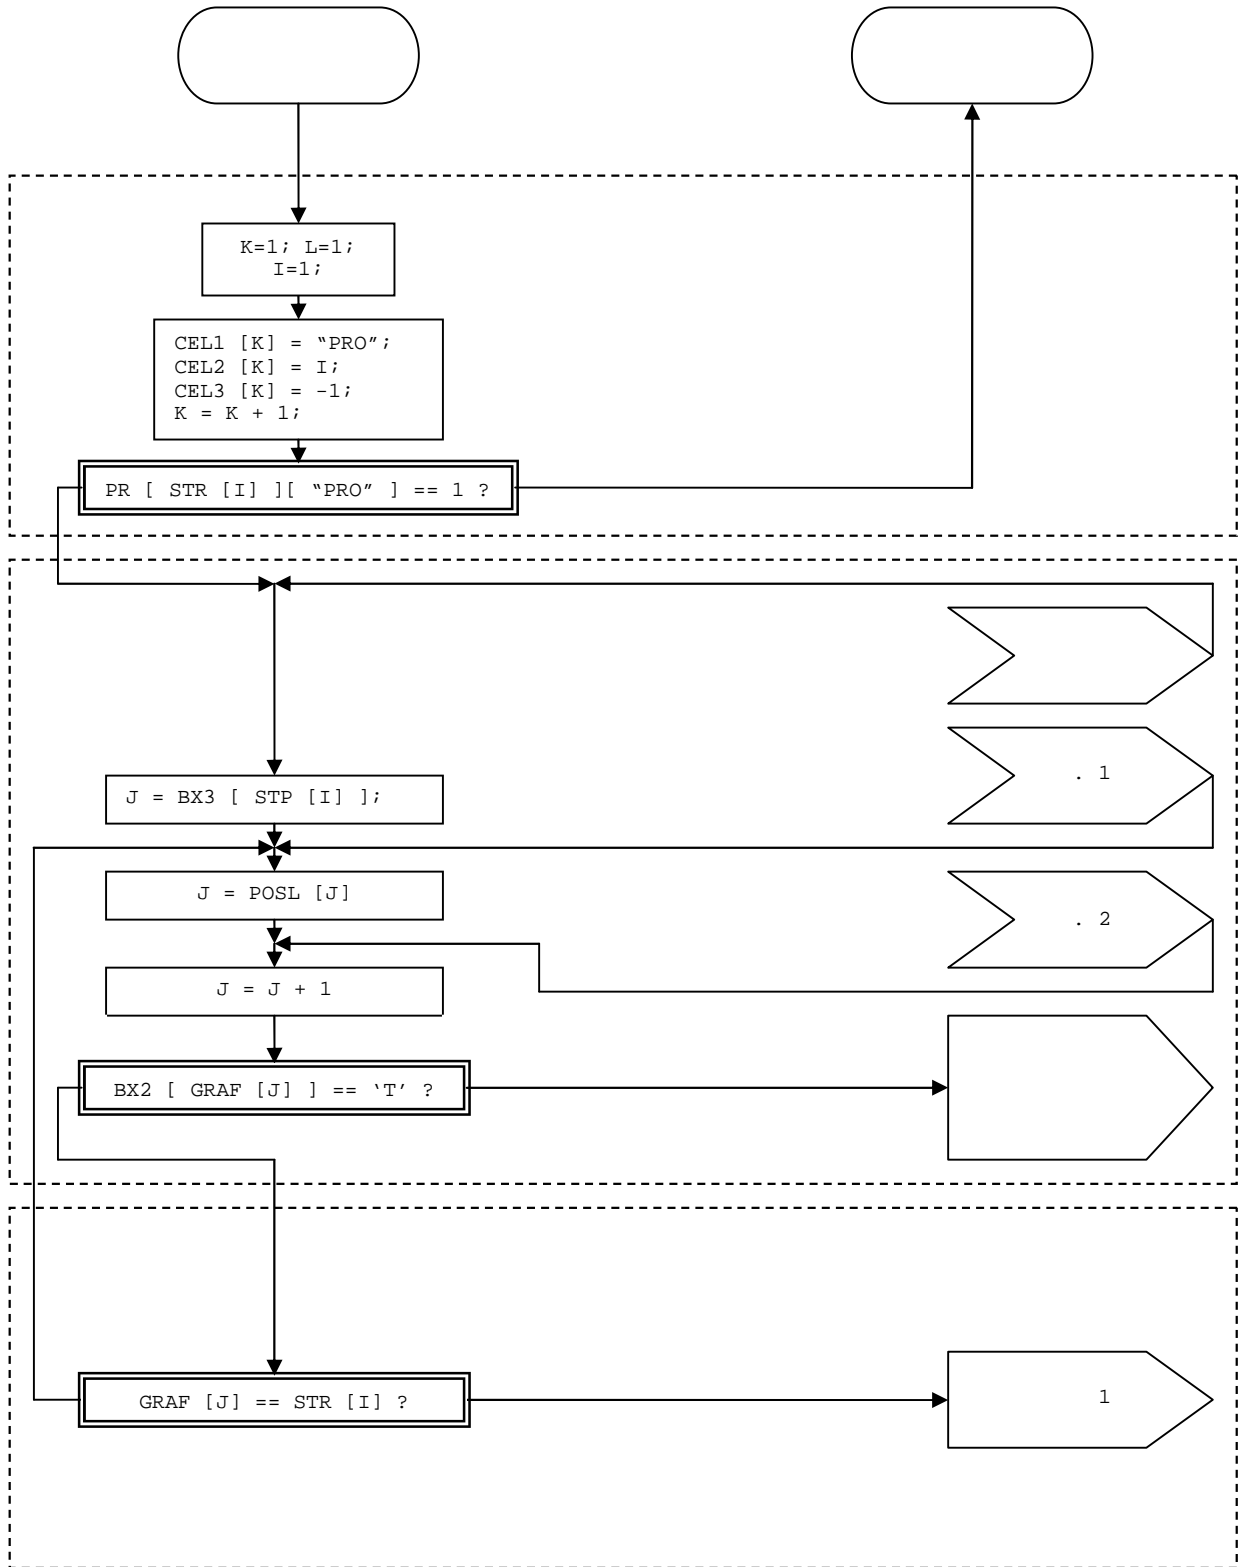 K=1; L=1;
I=1;
CEL1 [K] = “PRO”;
CEL2 [K] = I;
CEL3 [K] = -1;
K = K + 1;
PR [ STR [I] ][ “PRO” ] == 1 ?
. 1
J = BX3 [ STP [I] ];
J = POSL [J]
. 2
J = J + 1
BX2 [ GRAF [J] ] == ‘T’ ?
GRAF [J] == STR [I] ?
1